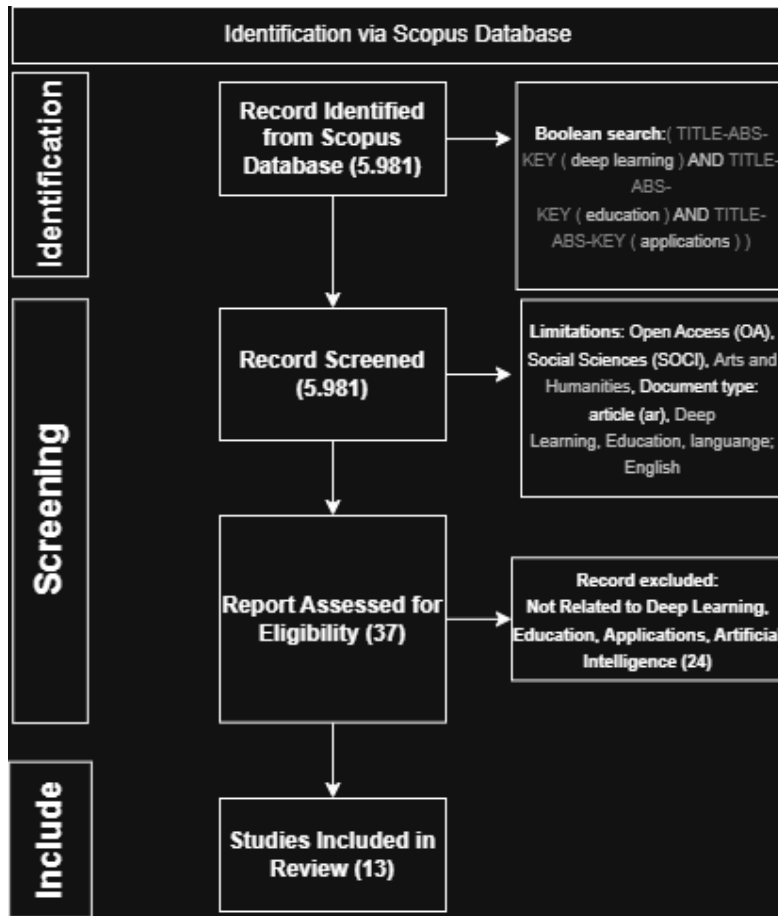 Identification via Scopus Database
Identification
Record Identified
from Scopus
Database (5.981)
Boolean search:( TITLE-ABS-
KEY ( deep learning ) AND TITLE-
ABS-
KEY ( education ) AND TITLE-
ABS-KEY ( applications ) )
Screening
Record Screened
(5.981)
Limitations: Open Access (OA),
Social Sciences (SOCI), Arts and
Humanities, Document type:
article (ar), Deep
Learning, Education, languange;
English
Report Assessed for
Eligibility (37)
Record excluded:
Not Related to Deep Learning,
Education, Applications, Artificial
Intelligence (24)
Include
Studies Included in
Review (13)